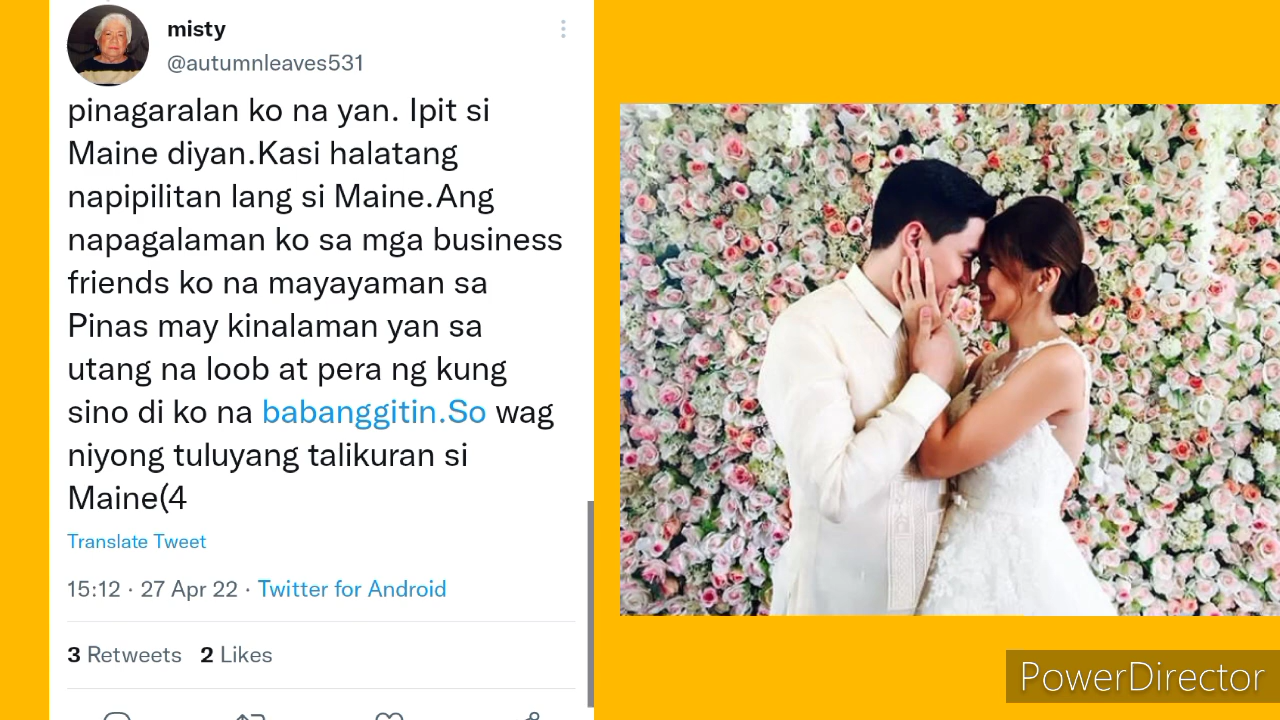 misty
@autumnleaves531
pinagaralan ko na yan. Ipit si
Maine diyan.Kasi halatang
napipilitan lang si Maine.Ang
napagalaman ko sa mga business
friends ko na mayayaman sa
Pinas may kinalaman yan sa
utang na loob at pera ng kung
sino di ko na babanggitin.So wag
niyong tuluyang talikuran si
Maine(4
Translate Tweet
15:12 · 27 Apr 22 · Twitter for Android
3 Retweets 2 Likes
PowerDirector